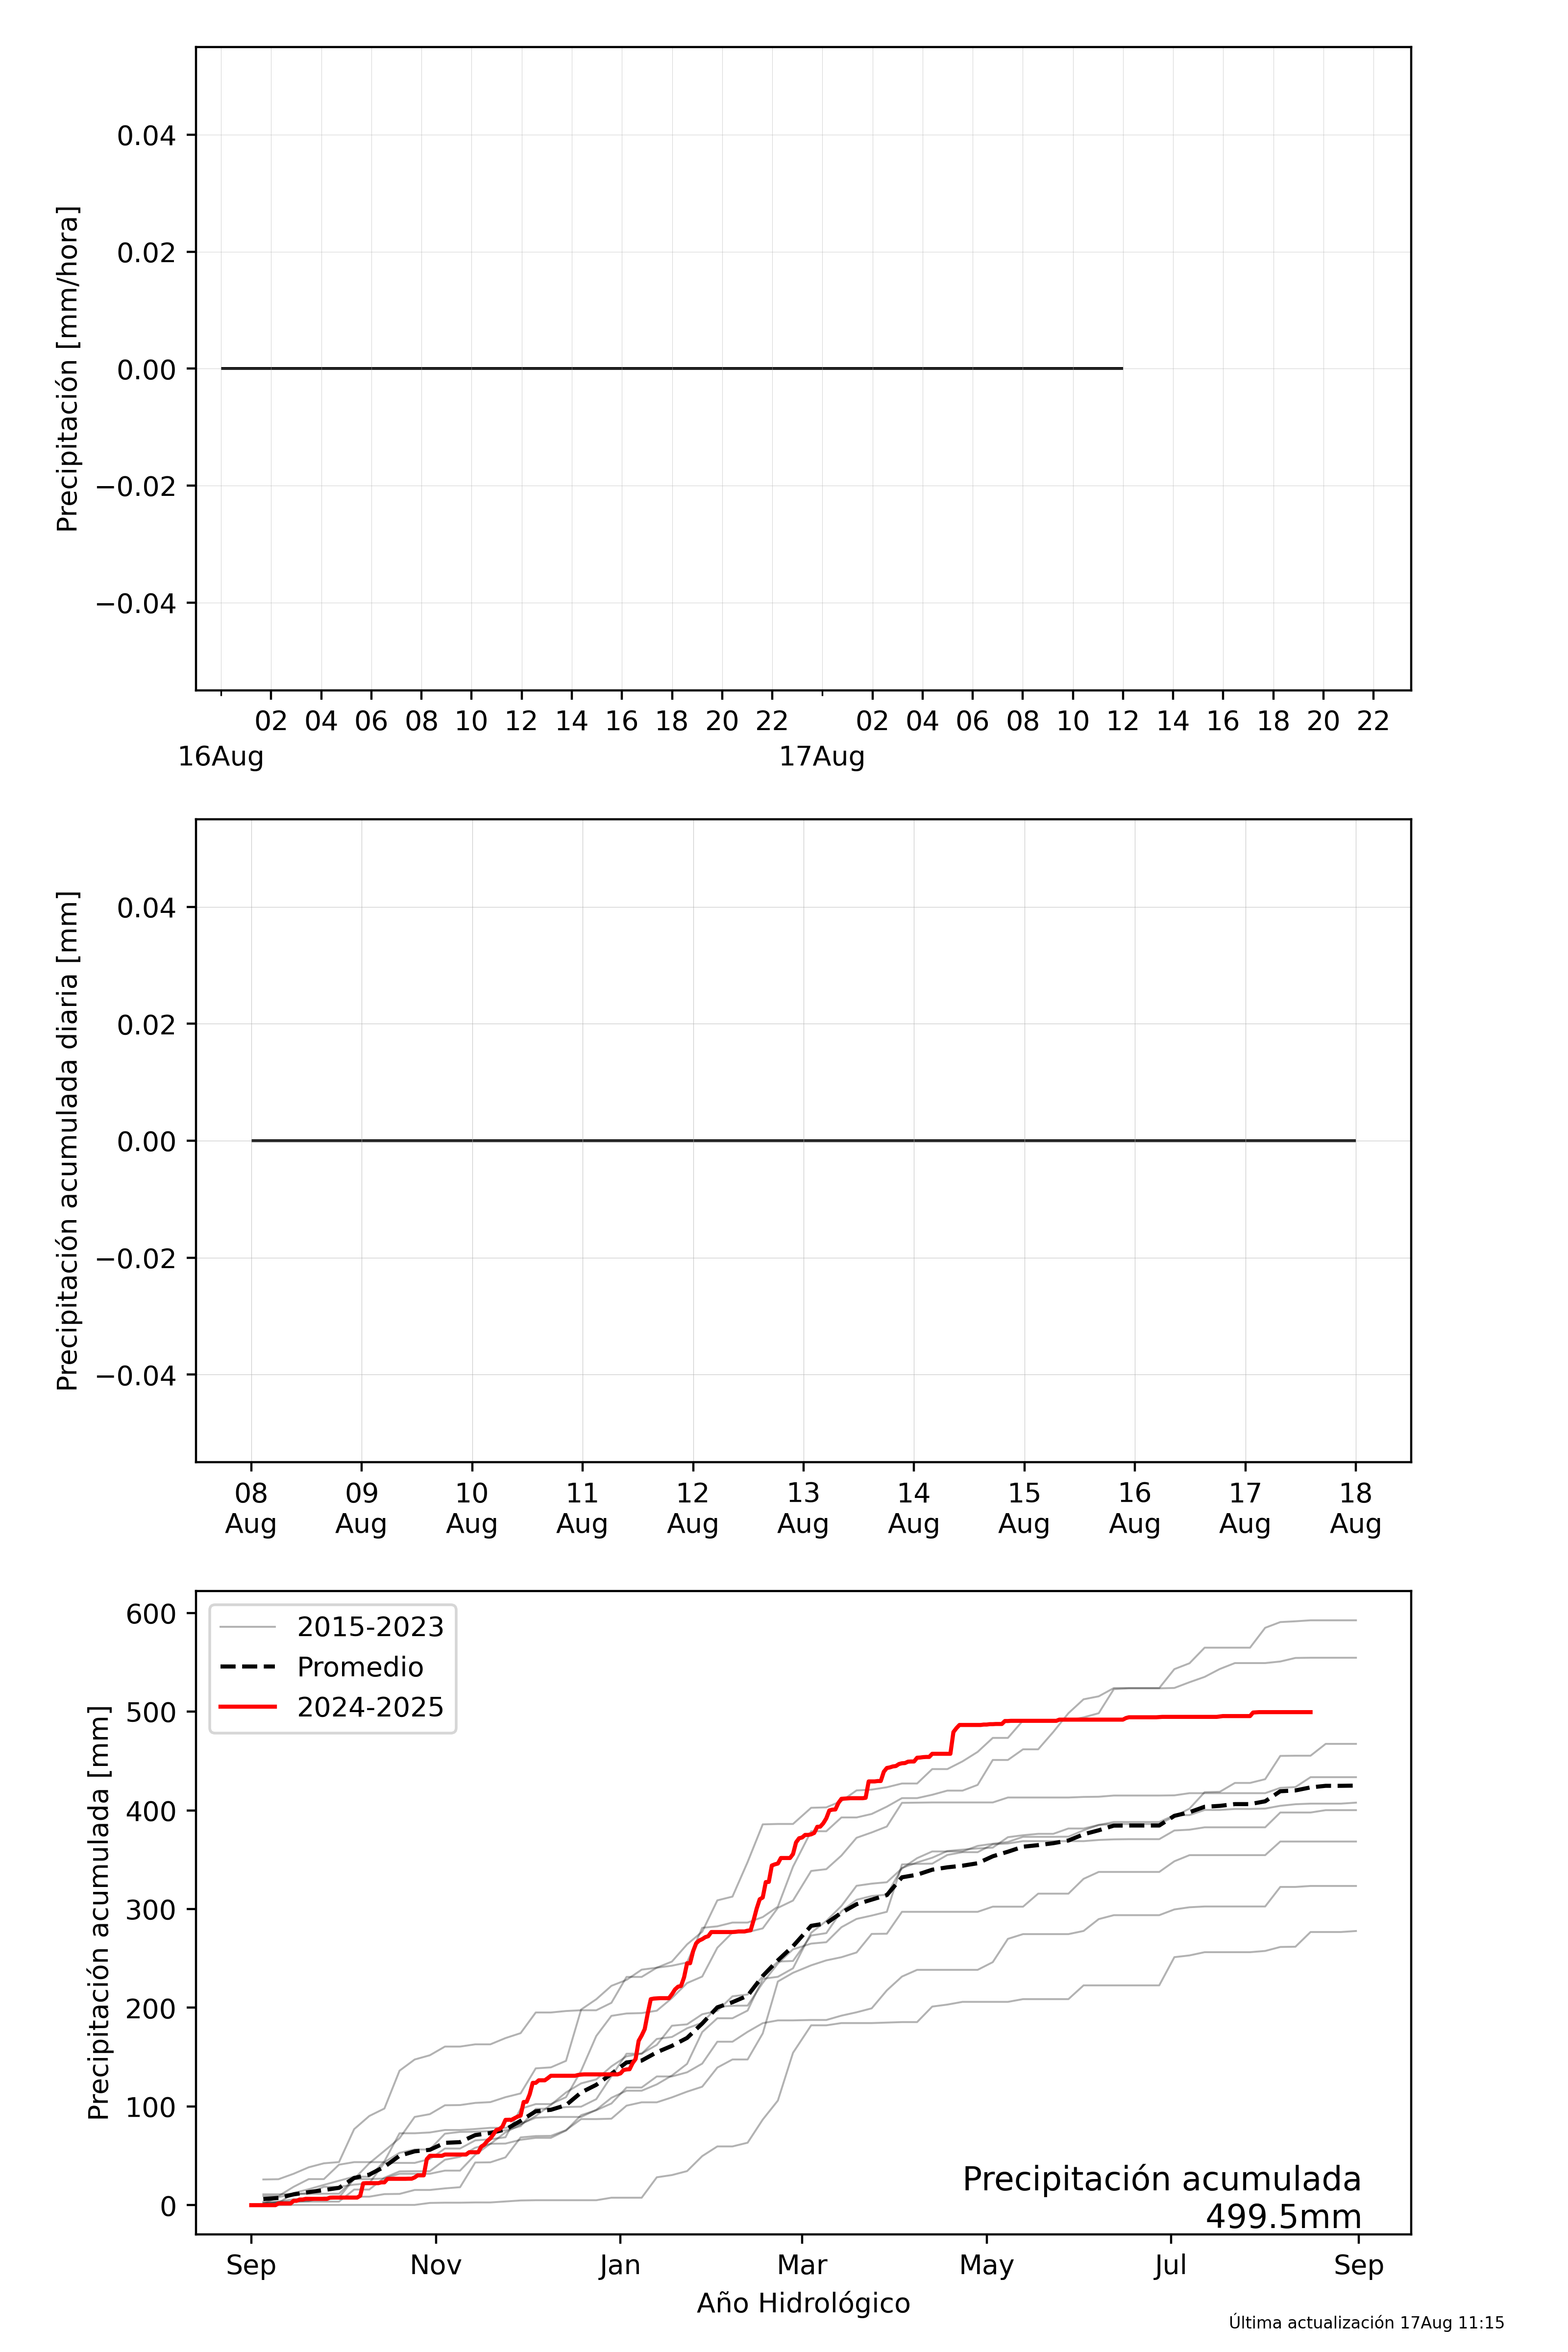 0.04
0.02
0.00
−0.02
−0.04
Precipitación [mm/hora]
02 04 06 08 10 12 14 16 18 20 22 02 04 06 08 10 12 14 16 18 20 22
16Aug 17Aug
0.04
0.02
0.00
−0.02
−0.04
Precipitación acumulada diaria [mm]
08 09 10 11 12 13 14 15 16 17 18
Aug Aug Aug Aug Aug Aug Aug Aug Aug Aug Aug
600
500
400
300
200
100
0
Precipitación acumulada [mm]
2015-2023
Promedio
2024-2025
Precipitación acumulada
499.5mm
Sep Nov Jan Mar May Jul Sep
Año Hidrológico
Última actualización 17Aug 11:15